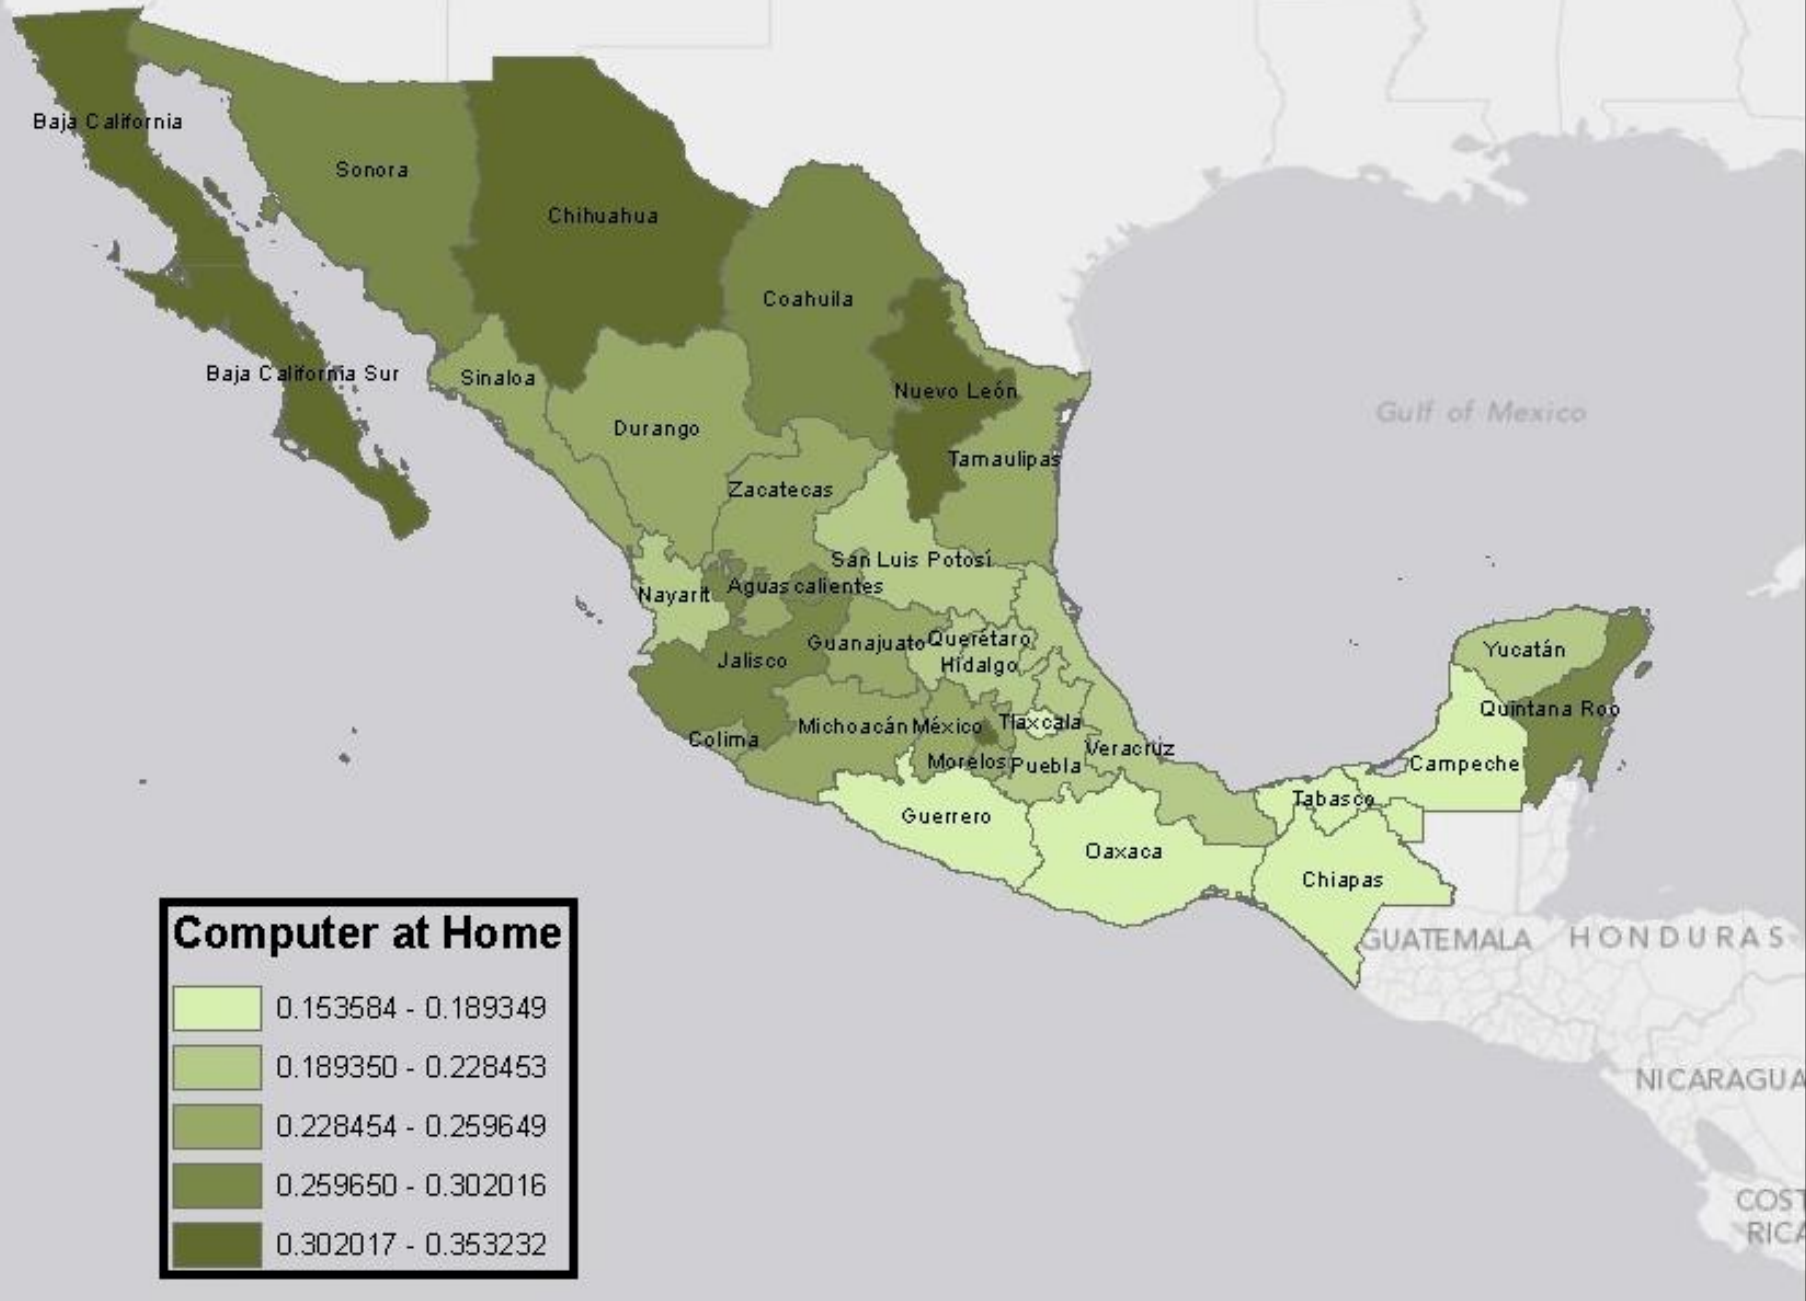 Baja California
Sonora
Chihuahua
Coahuila
Baja California Sur
Sinaloa
Nuevo León
Durango
Gulf of Mexico
Tamaulipas
Zacatecas
San Luis Potosí
Nayarit
Aguascalientes
Guanajuato
Querétaro
Yucatán
Jalisco
Hidalgo
Quintana Roo
Michoacán
México
Tlaxcala
Colima
Veracruz
Morelos
Puebla
Campeche
Tabasco
Guerrero
Oaxaca
Chiapas
GUATEMALA
HONDURAS
NICARAGUA
COST
RICA
Computer at Home
0.153584 - 0.189349
0.189350 - 0.228453
0.228454 - 0.259649
0.259650 - 0.302016
0.302017 - 0.353232